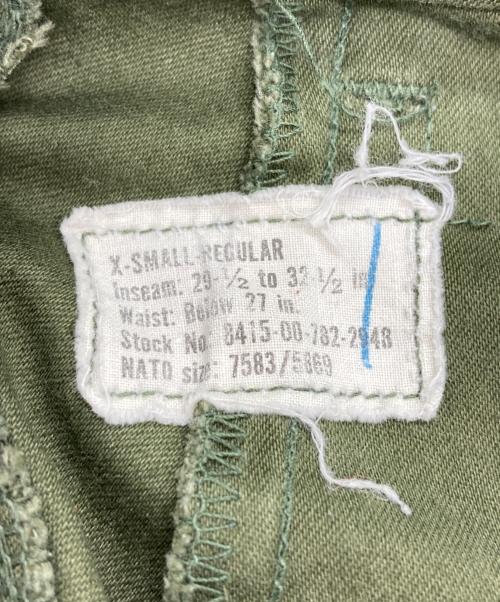 X-SMALL-REGULAR
Inseam: 29-½ to 32-½ in
Waist: Below 27 in.
Stock No. 8415-00-782-2948
NATO size: 7583/5869